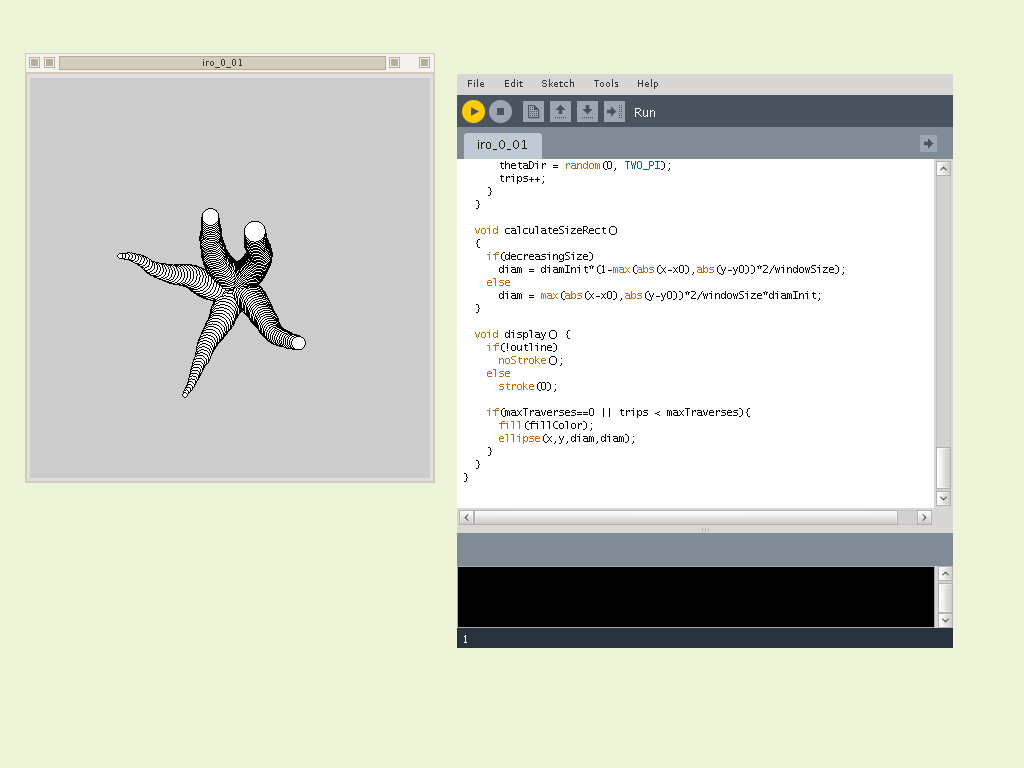 iro_0_01
File Edit Sketch Tools Help
Run
iro_0_01
thetaDir = random(0, TWO_PI);
trips++;
}
}
void calculateSizeRect()
{
if(decreasingSize)
diam = diamInit*(1-max(abs(x-x0),abs(y-y0))*2/windowSize);
else
diam = max(abs(x-x0),abs(y-y0))*2/windowSize*diamInit;
}
void display() {
if(!outline)
noStroke();
else
stroke(0);
if(maxTraverses==0 || trips < maxTraverses){
fill(fillColor);
ellipse(x,y,diam,diam);
}
}
}
1